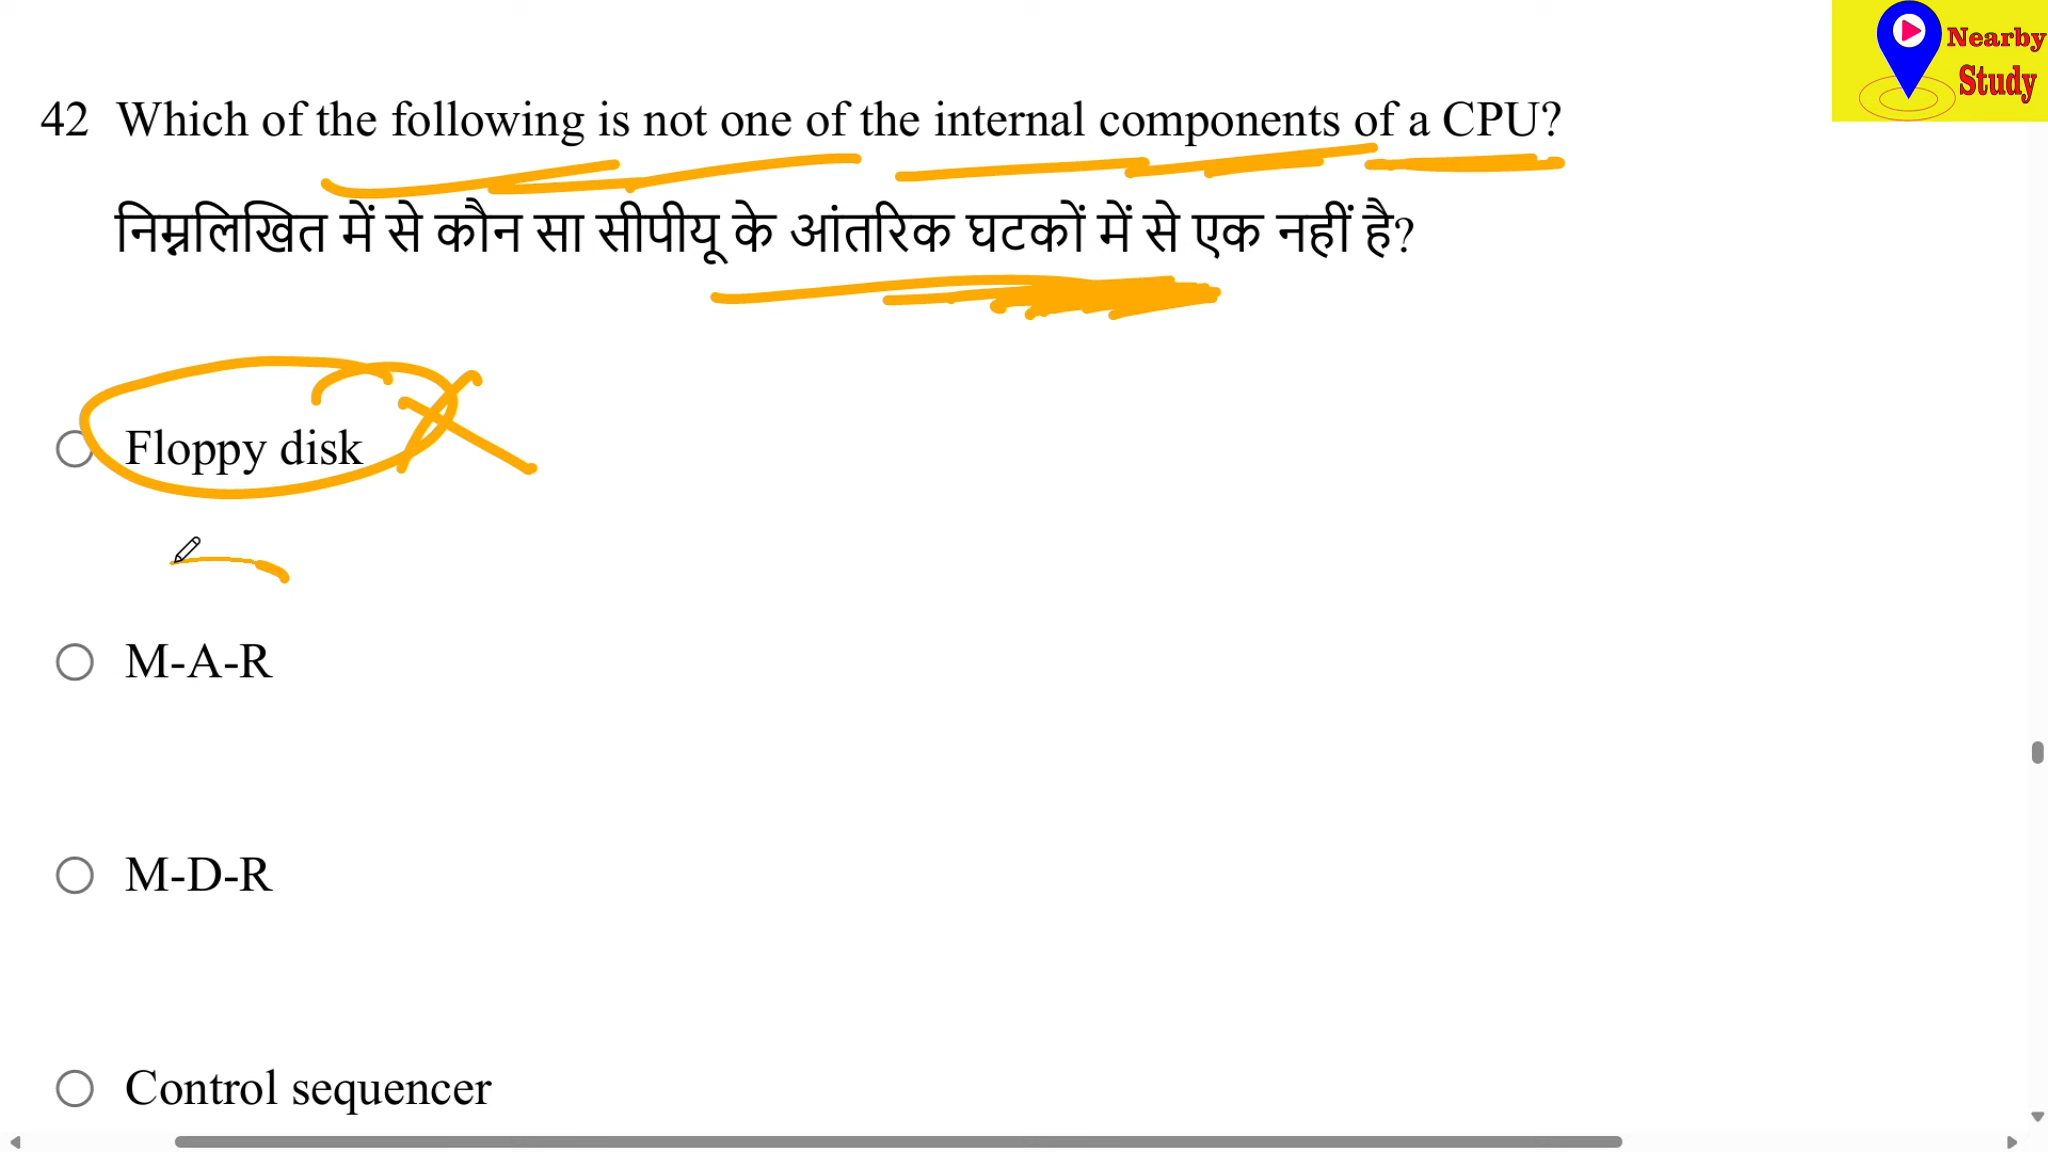 Nearby
Study
42 Which of the following is not one of the internal components of a CPU?
निम्नलिखित में से कौन सा सीपीयू के आंतरिक घटकों में से एक नहीं है?
Floppy disk
M-A-R
M-D-R
Control sequencer